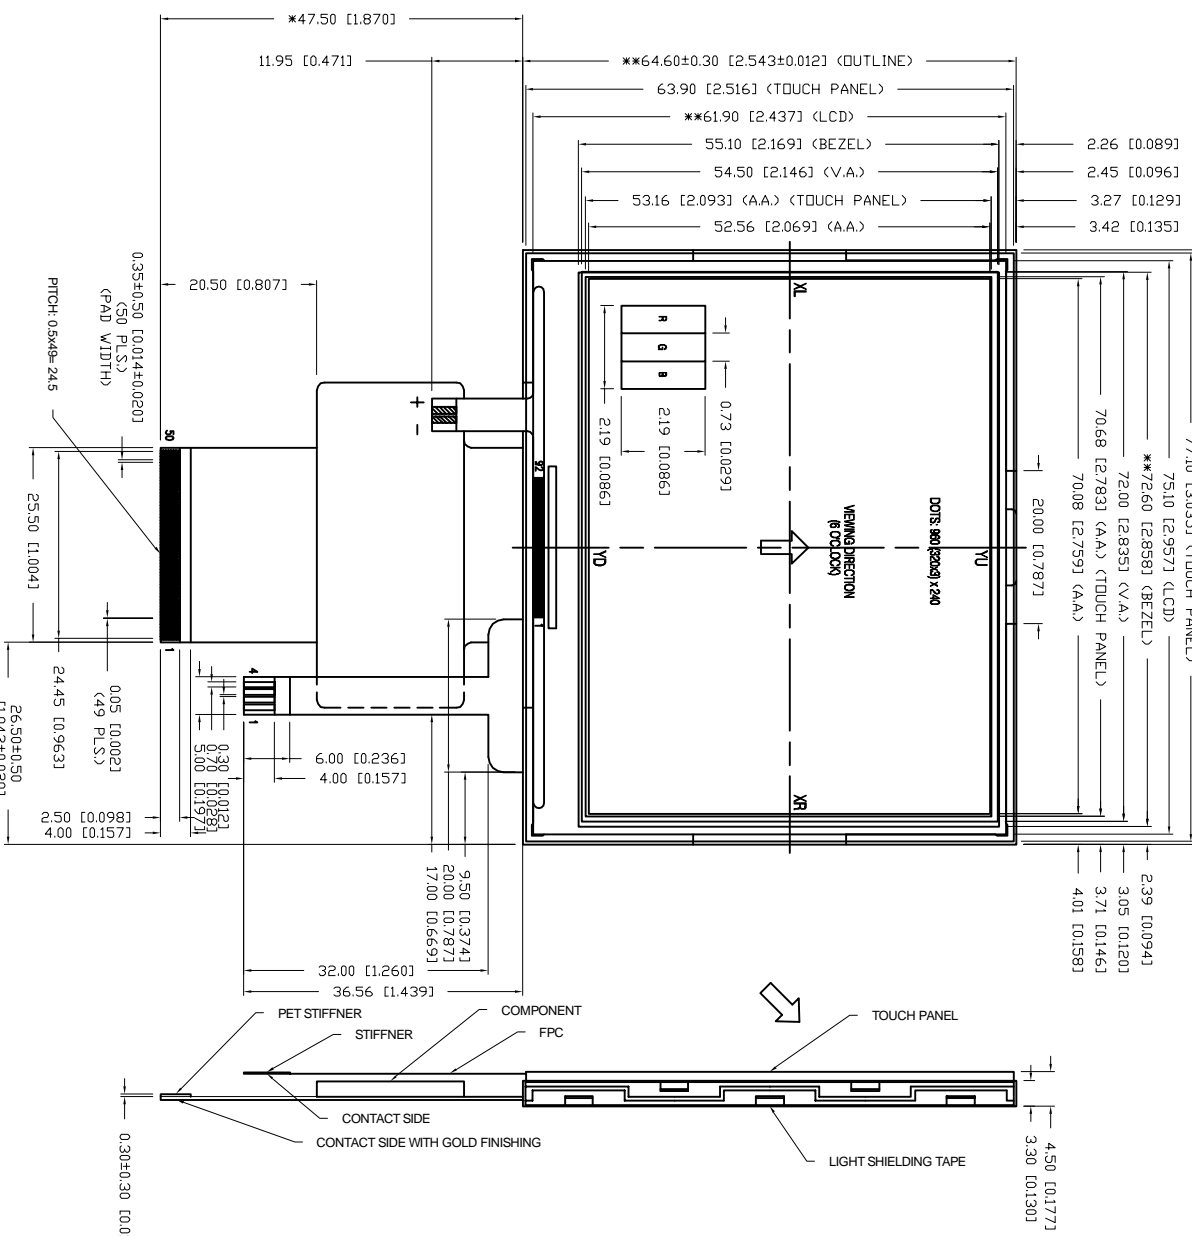 *47.50 [1.870]
11.95 [0.471]
**64.60±0.30 [2.543±0.012] (OUTLINE)
63.90 [2.516] (TOUCH PANEL)
**61.90 [2.437] (LCD)
55.10 [2.169] (BEZEL)
54.50 [2.146] (V.A.)
53.16 [2.093] (A.A.) (TOUCH PANEL)
52.56 [2.069] (A.A.)
2.26 [0.089]
2.45 [0.096]
3.27 [0.129]
3.42 [0.135]
20.50 [0.807]
0.35±0.50 [0.014±0.020]
(50 PLS.)
(PAD WIDTH)
PITCH: 0.5x49= 24.5
XL
R
G
B
0.73 [0.029]
2.19 [0.086]
2.19 [0.086]
75.10 [2.957] (LCD)
**72.60 [2.858] (BEZEL)
72.00 [2.835] (V.A.)
70.68 [2.783] (A.A.) (TOUCH PANEL)
70.08 [2.759] (A.A.)
20.00 [0.787]
DOTS: 960 (320x3) x 240
VIEWING DIRECTION
(6 O'CLOCK)
YU
YD
XR
+
-
50
1
92
1
4
1
25.50 [1.004]
24.45 [0.963]
0.05 [0.002]
(49 PLS.)
26.50±0.50
0.30 [0.012]
0.70 [0.028]
5.00 [0.197]
6.00 [0.236]
4.00 [0.157]
2.50 [0.098]
4.00 [0.157]
9.50 [0.374]
20.00 [0.787]
17.00 [0.669]
32.00 [1.260]
36.56 [1.439]
2.39 [0.094]
3.05 [0.120]
3.71 [0.146]
4.01 [0.158]
PET STIFFNER
STIFFNER
COMPONENT
FPC
TOUCH PANEL
CONTACT SIDE
CONTACT SIDE WITH GOLD FINISHING
LIGHT SHIELDING TAPE
0.30±0.30 [0.0
4.50 [0.177]
3.30 [0.130]